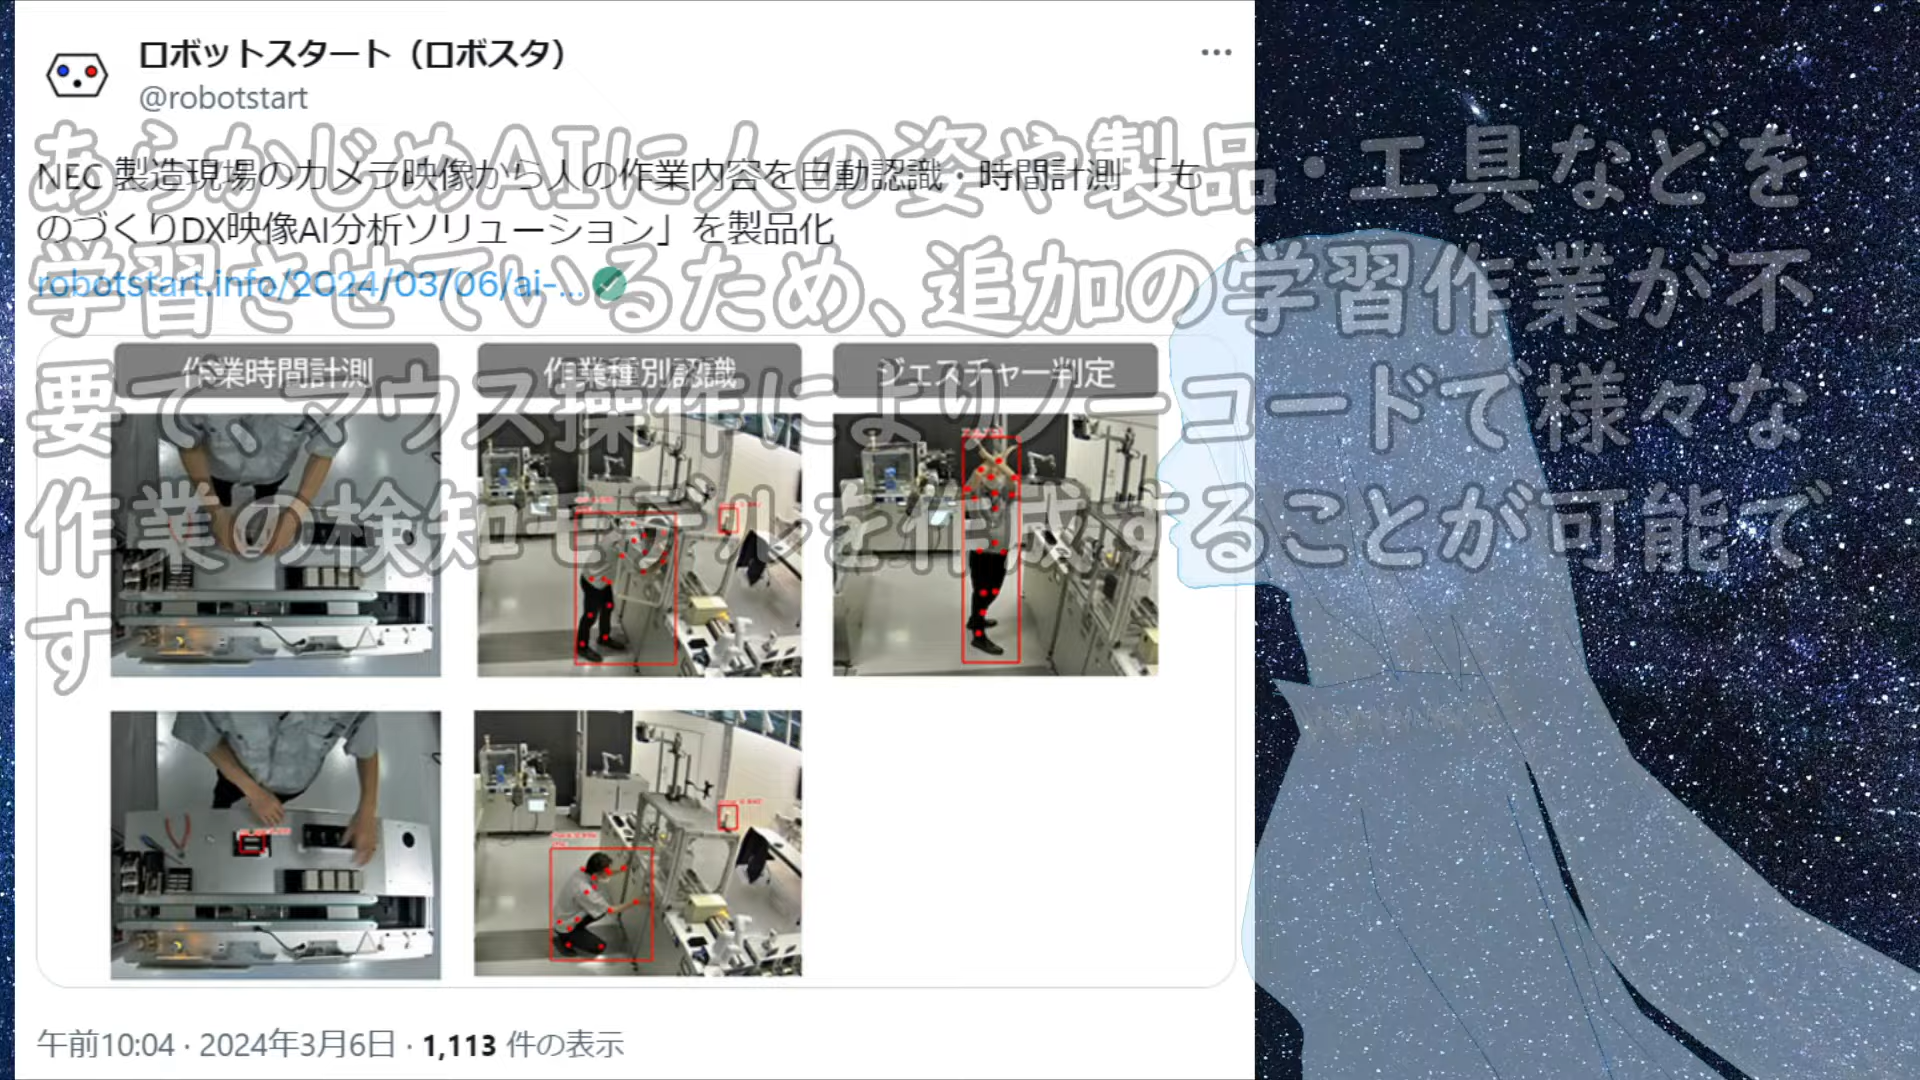 ロボットスタート（ロボスタ）
@robotstart
NEC 製造現場のカメラ映像から人の作業内容を自動認識・時間計測 「も
のづくりDX映像AI分析ソリューション」を製品化
robotstart.info/2024/03/06/ai-...
あらかじめAIに人の姿や製品・工具などを
学習させているため、追加の学習作業が不
要で、マウス操作によりノーコードで様々な
作業の検知モデルを作成することが可能で
す
作業時間計測
作業種別認識
ジェスチャー判定
午前10:04 · 2024年3月6日 · 1,113 件の表示